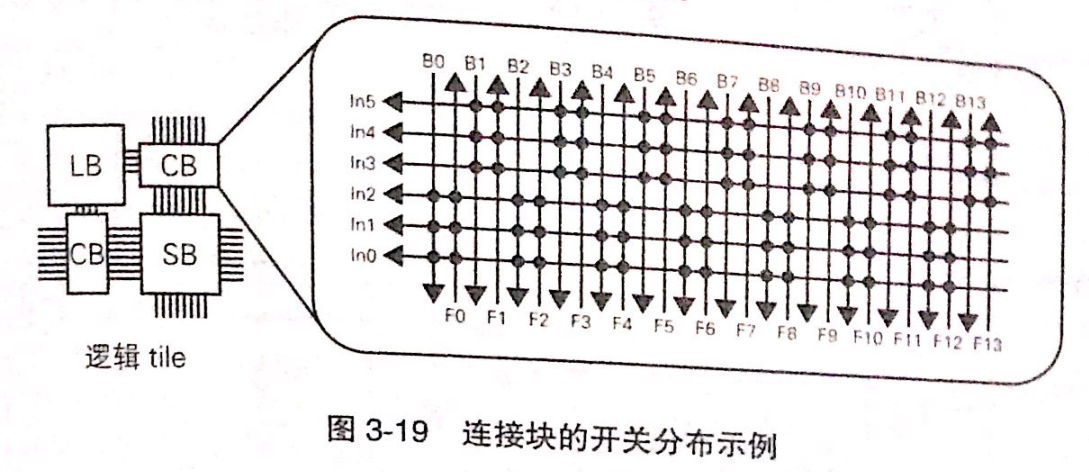 B0 B1 B2 B3 B4 B5 B6 B7 B8 B9 B10 B11 B12 B13
In5
In4
In3
In2
In1
In0
F0 F1 F2 F3 F4 F5 F6 F7 F8 F9 F10 F11 F12 F13
LB
CB
CB
SB
逻辑 tile
图 3-19 连接块的开关分布示例